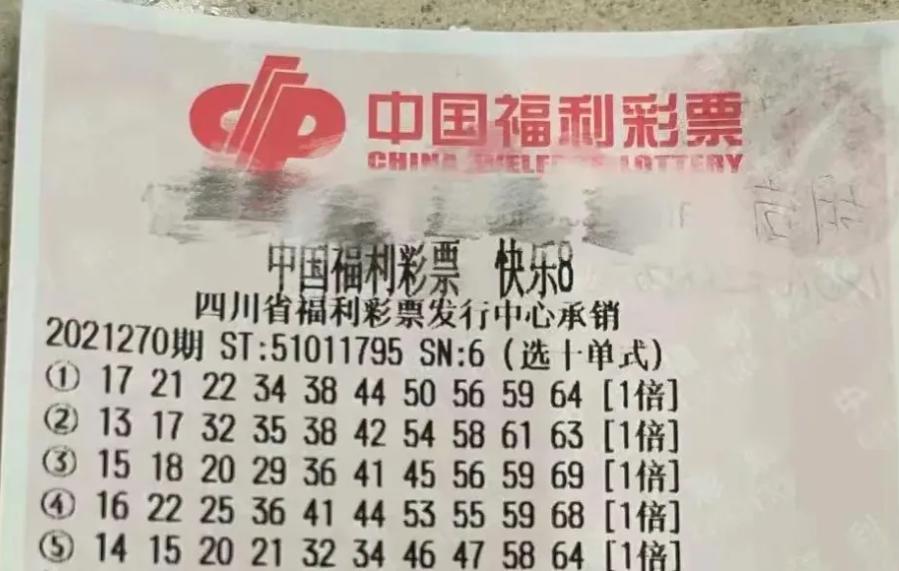 中国福利彩票
CHINA WELFARE LOTTERY
中国福利彩票 快乐8
四川省福利彩票发行中心承销
2021270期 ST:51011795 SN:6 (选十单式)
① 17 21 22 34 38 44 50 56 59 64 [1倍]
② 13 17 32 35 38 42 54 58 61 63 [1倍]
③ 15 18 20 29 36 41 45 56 59 69 [1倍]
④ 16 22 25 36 41 44 53 55 59 68 [1倍]
⑤ 14 15 20 21 32 34 46 47 58 64 [1倍]